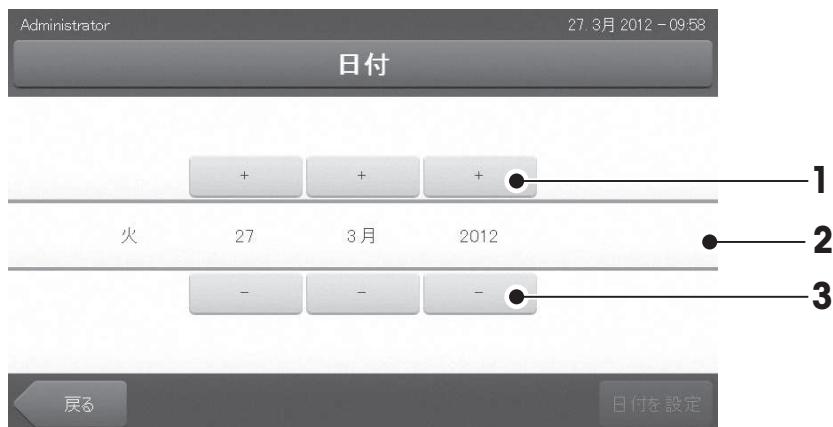 Administrator 27. 3月 2012 - 09:58
日付
+ + + 1
火 27 3月 2012 2
- - - 3
戻る 日付を設定